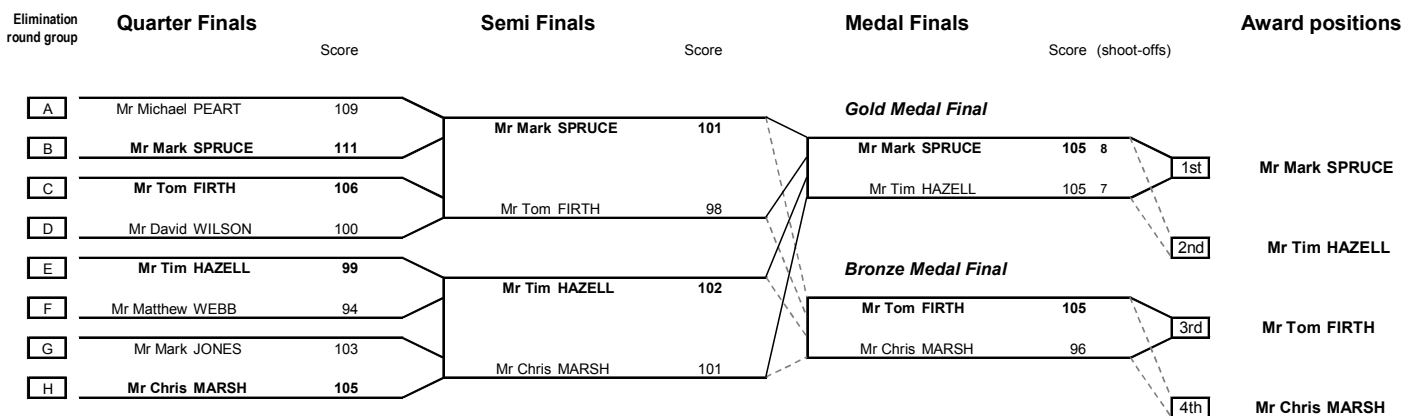 Elimination round group Quarter Finals Semi Finals Medal Finals Award positions
Score Score Score (shoot-offs)
A Mr Michael PEART 109 Gold Medal Final
Mr Mark SPRUCE 101
B Mr Mark SPRUCE 111 Mr Mark SPRUCE 105 8
1st Mr Mark SPRUCE
C Mr Tom FIRTH 106 Mr Tim HAZELL 105 7
Mr Tom FIRTH 98
D Mr David WILSON 100
2nd Mr Tim HAZELL
E Mr Tim HAZELL 99 Bronze Medal Final
Mr Tim HAZELL 102
F Mr Matthew WEBB 94 Mr Tom FIRTH 105
3rd Mr Tom FIRTH
G Mr Mark JONES 103 Mr Chris MARSH 96
Mr Chris MARSH 101
H Mr Chris MARSH 105
4th Mr Chris MARSH